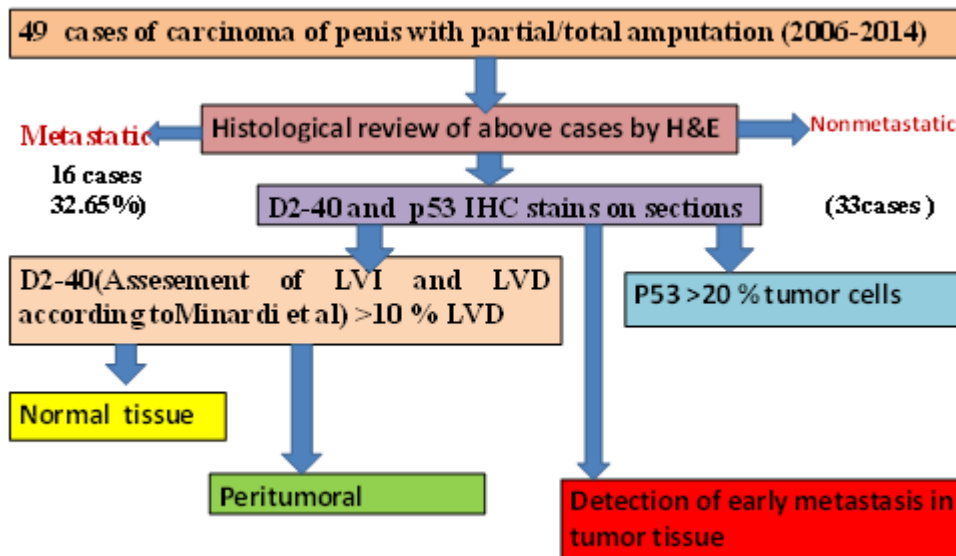 49 cases of carcinoma of penis with partial/total amputation (2006-2014)
Histological review of above cases by H&E
Metastatic
Nonmetastatic
16 cases
32.65%)
(33cases )
D2-40 and p53 IHC stains on sections
D2-40(Assesement of LVI and LVD
according toMinardi et al) >10 % LVD
P53 >20 % tumor cells
Normal tissue
Peritumoral
Detection of early metastasis in
tumor tissue